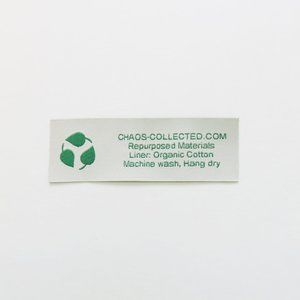 CHAOS-COLLECTED.COM
Repurposed Materials
Liner: Organic Cotton
Machine wash, Hang dry